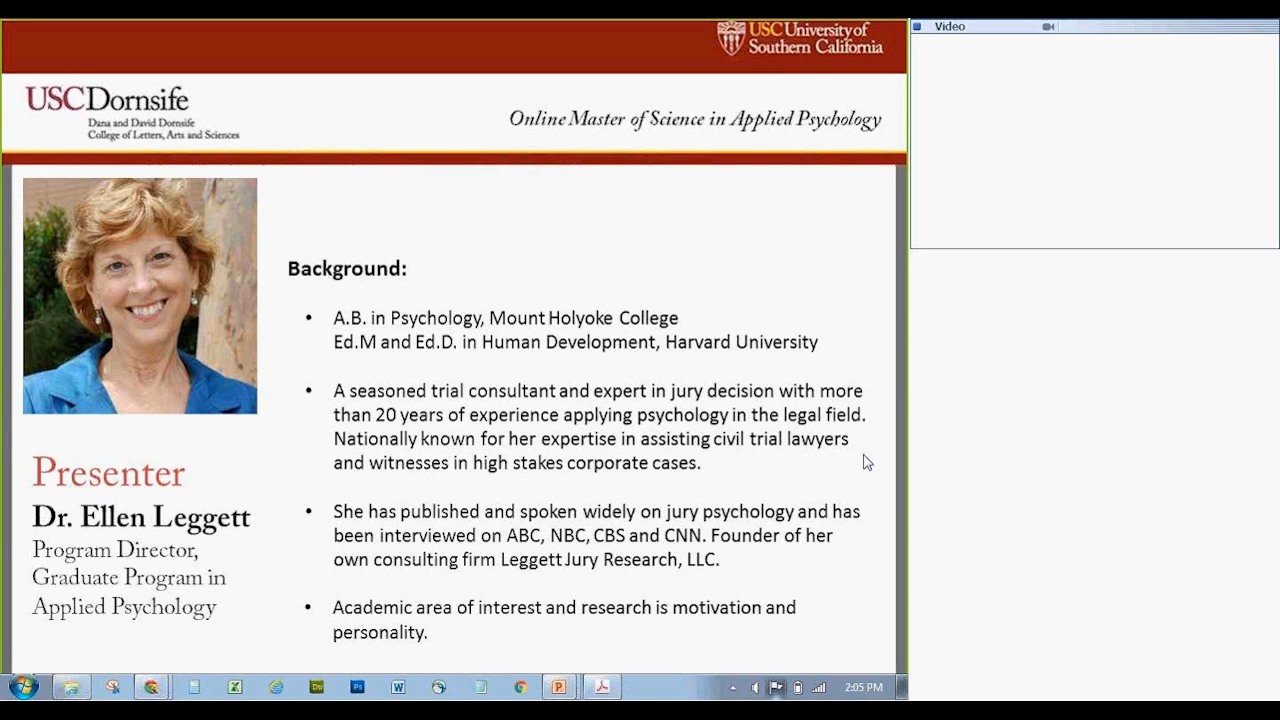 USC University of
Southern California
Video
USC Dornsife
Dana and David Dornsife
College of Letters, Arts and Sciences
Online Master of Science in Applied Psychology
Background:
• A.B. in Psychology, Mount Holyoke College
Ed.M and Ed.D. in Human Development, Harvard University
• A seasoned trial consultant and expert in jury decision with more
than 20 years of experience applying psychology in the legal field.
Nationally known for her expertise in assisting civil trial lawyers
and witnesses in high stakes corporate cases.
• She has published and spoken widely on jury psychology and has
been interviewed on ABC, NBC, CBS and CNN. Founder of her
own consulting firm Leggett Jury Research, LLC.
• Academic area of interest and research is motivation and
personality.
Presenter
Dr. Ellen Leggett
Program Director,
Graduate Program in
Applied Psychology
2:05 PM